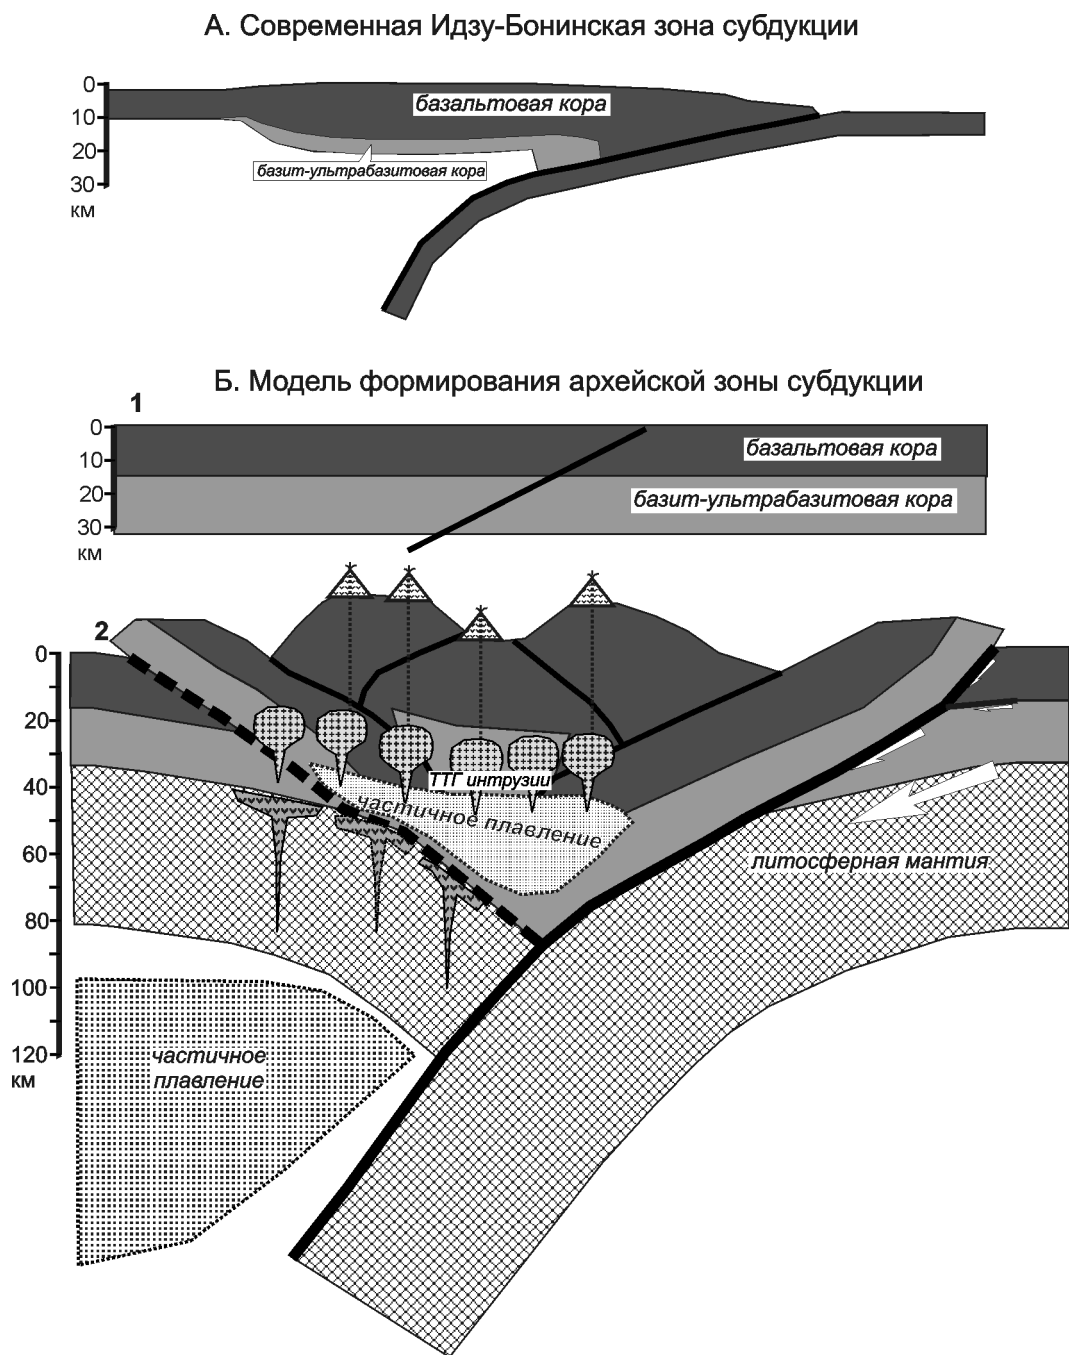 А. Современная Идзу-Бонинская зона субдукции
0
10
20
30
км
базальтовая кора
базит-ультрабазитовая кора
Б. Модель формирования архейской зоны субдукции
1
0
10
20
30
км
базальтовая кора
базит-ультрабазитовая кора
2
0
20
40
60
80
100
120
км
ТТГ интрузии
частичное плавление
литосферная мантия
частичное
плавление